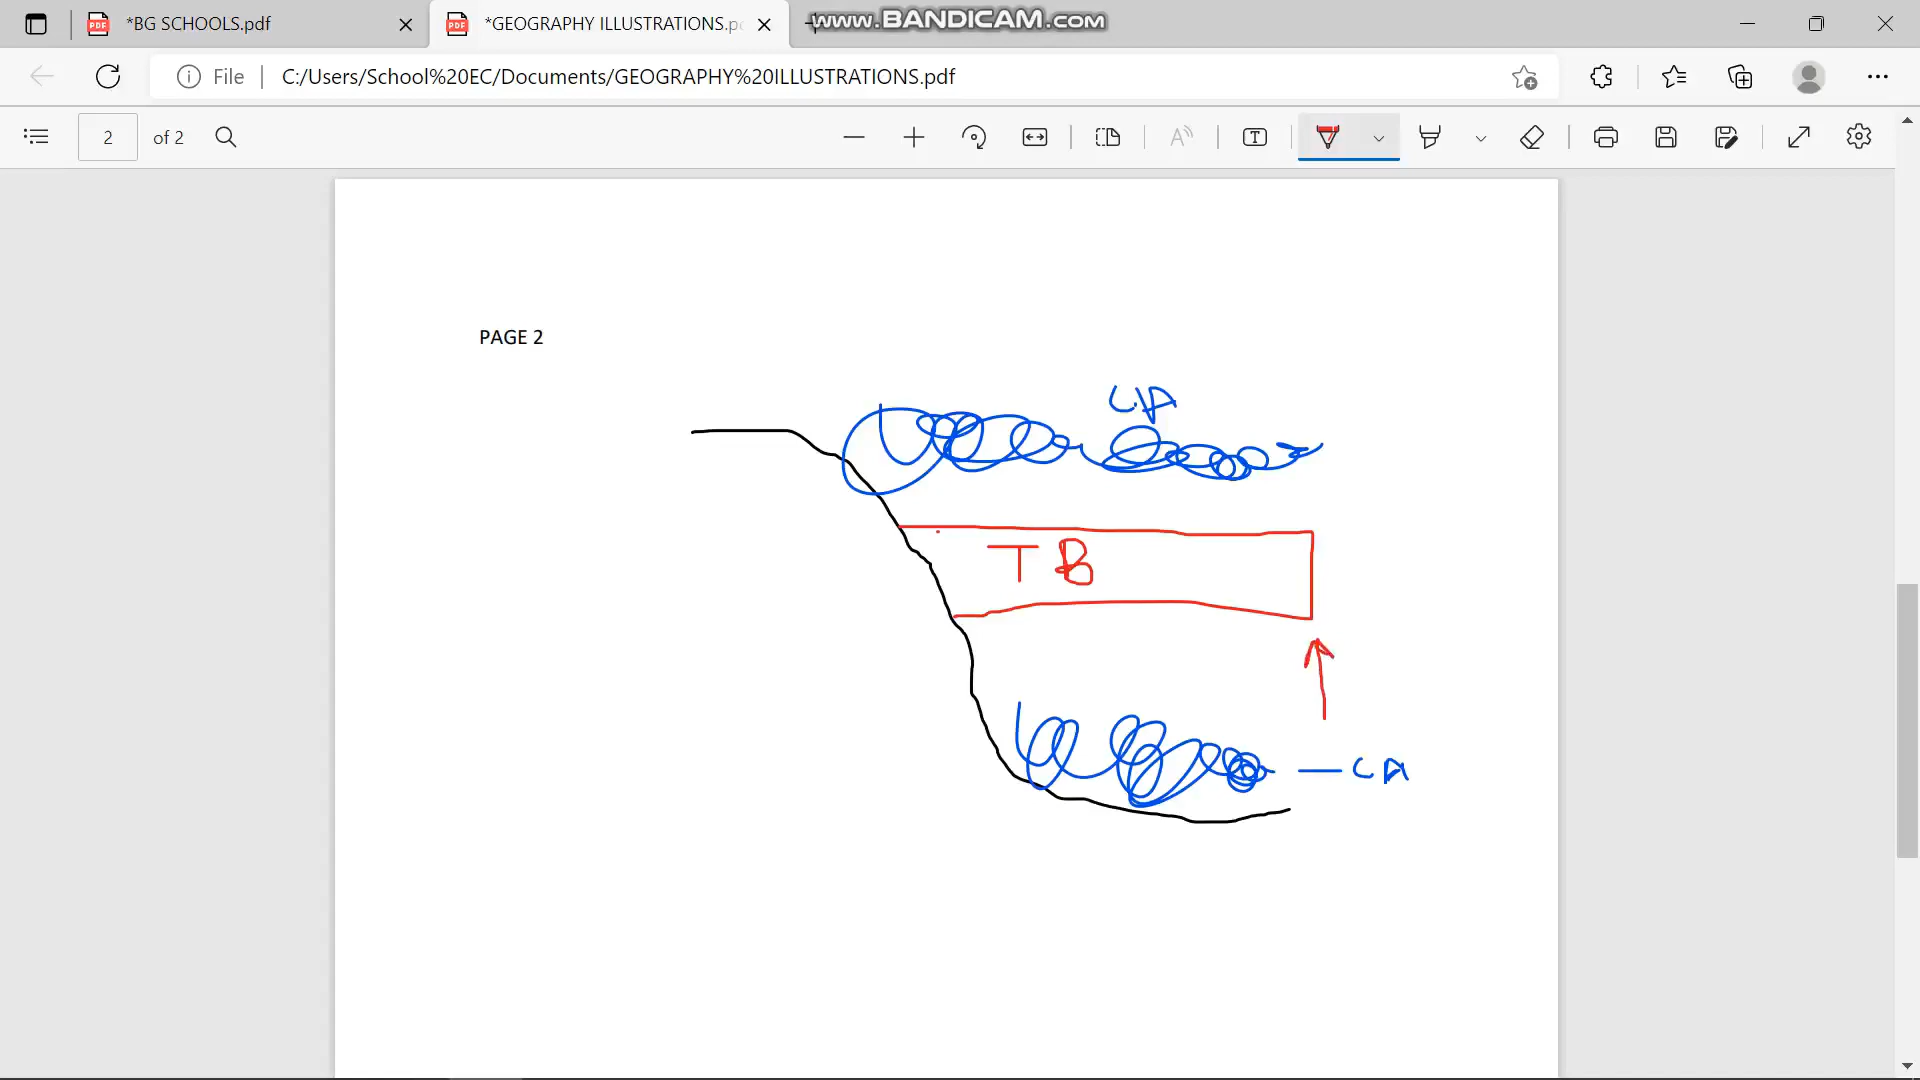 *BG SCHOOLS.pdf
*GEOGRAPHY ILLUSTRATIONS.p
www.BANDICAM.com
File
C:/Users/School%20EC/Documents/GEOGRAPHY%20ILLUSTRATIONS.pdf
2 of 2
PAGE 2
CA
TB
CA